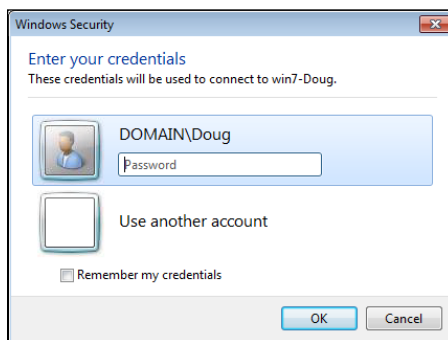 Windows Security
Enter your credentials
These credentials will be used to connect to win7-Doug.
DOMAIN\Doug
Password
Use another account
Remember my credentials
OK
Cancel